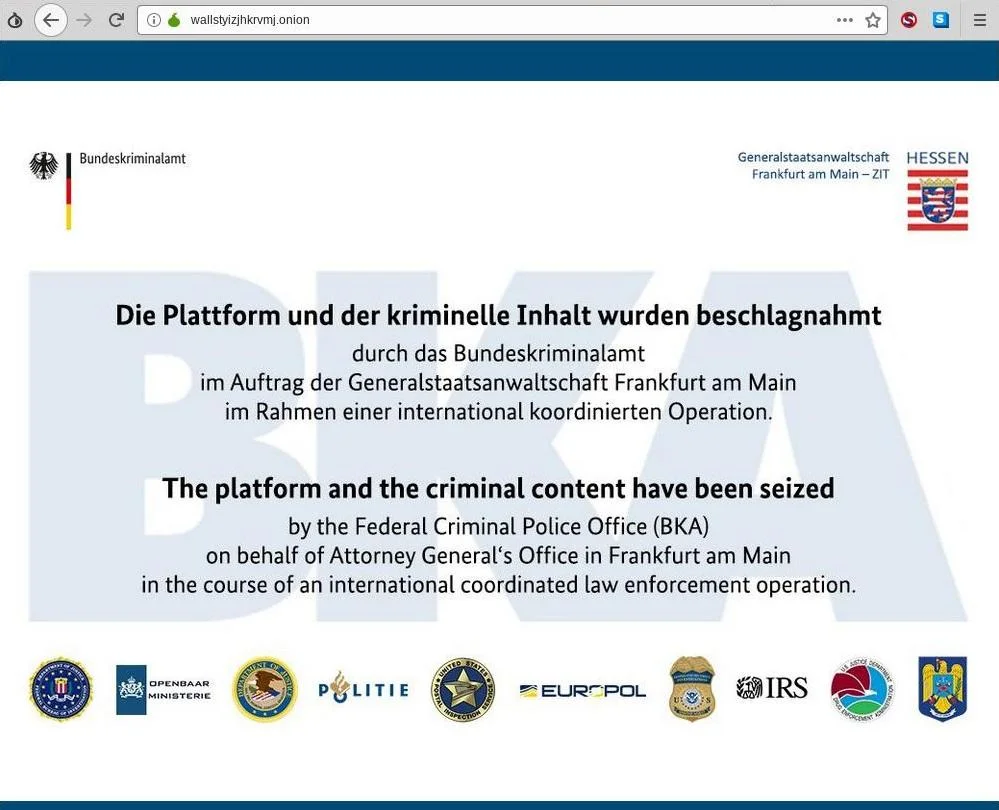 wallstyizjhkrvmj.onion
Bundeskriminalamt
Generalstaatsanwaltschaft
Frankfurt am Main – ZIT
HESSEN
BKA
Die Plattform und der kriminelle Inhalt wurden beschlagnahmt
durch das Bundeskriminalamt
im Auftrag der Generalstaatsanwaltschaft Frankfurt am Main
im Rahmen einer international koordinierten Operation.
The platform and the criminal content have been seized
by the Federal Criminal Police Office (BKA)
on behalf of Attorney General‘s Office in Frankfurt am Main
in the course of an international coordinated law enforcement operation.
OPENBAAR
MINISTERIE
POLITIE
EUROPOL
IRS